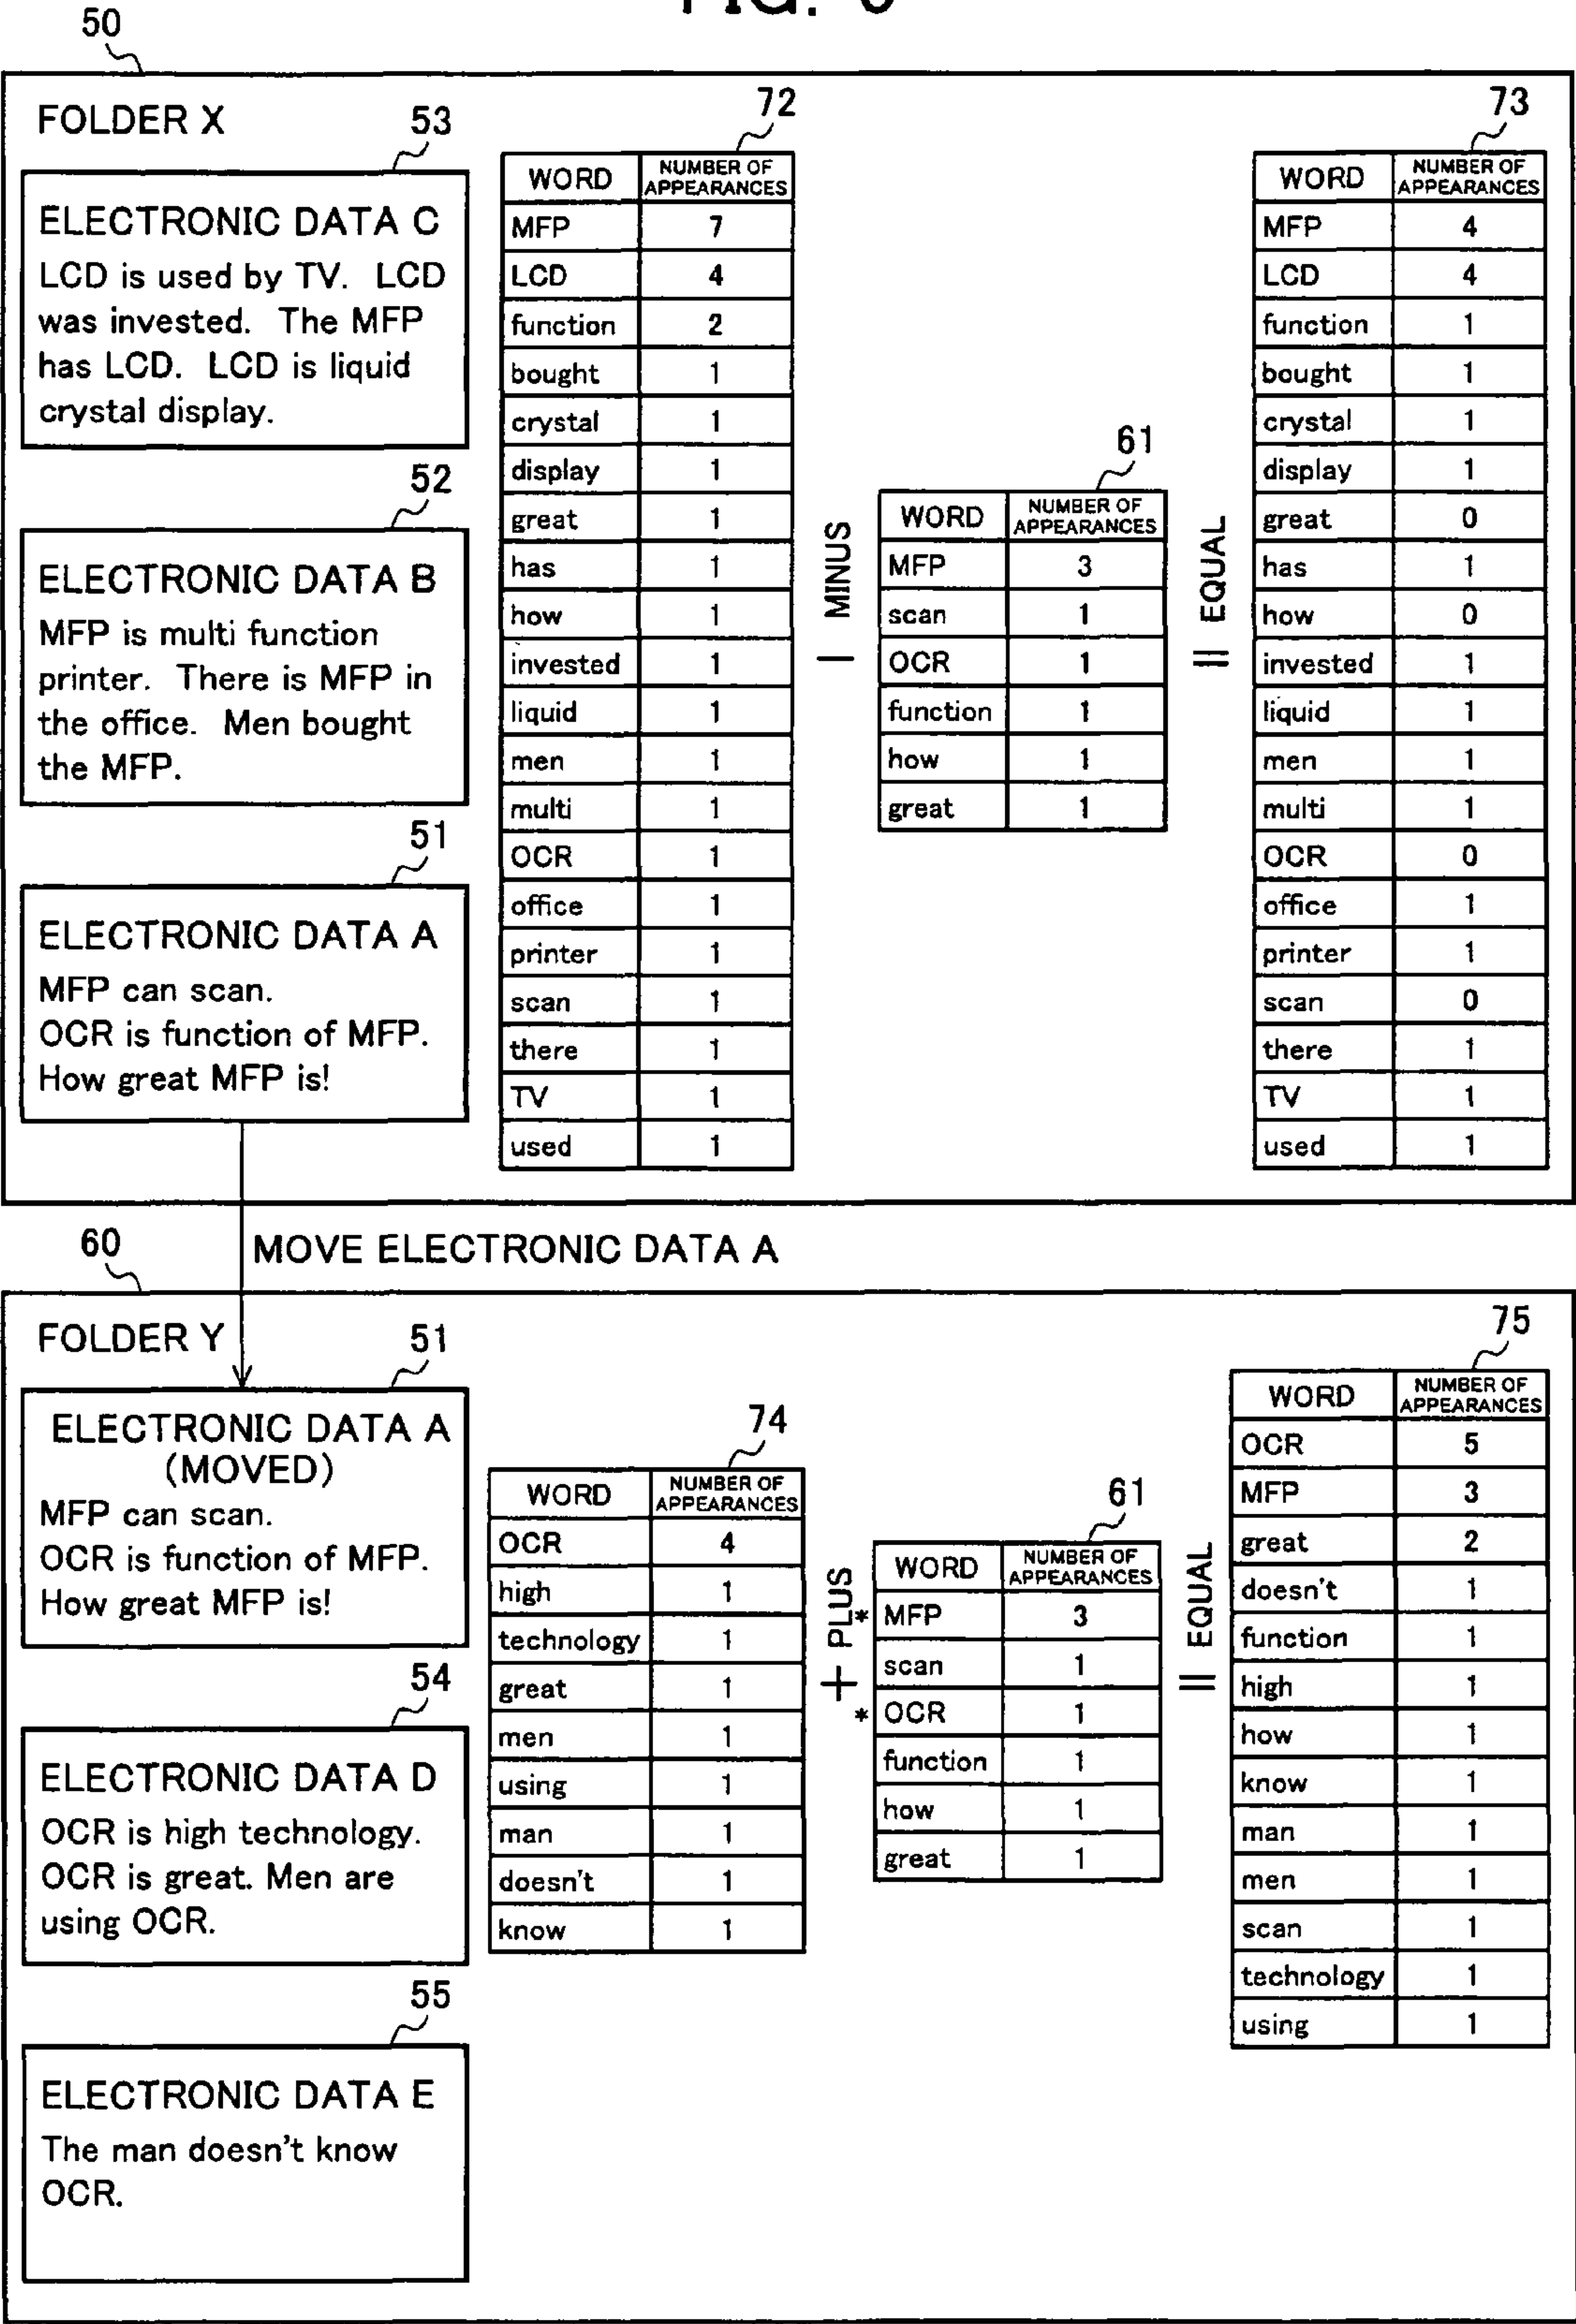 50
FOLDER X
53
ELECTRONIC DATA C
LCD is used by TV. LCD
was invested. The MFP
has LCD. LCD is liquid
crystal display.
52
ELECTRONIC DATA B
MFP is multi function
printer. There is MFP in
the office. Men bought
the MFP.
51
ELECTRONIC DATA A
MFP can scan.
OCR is function of MFP.
How great MFP is!
72
WORD NUMBER OF APPEARANCES
MFP 7
LCD 4
function 2
bought 1
crystal 1
display 1
great 1
has 1
how 1
invested 1
liquid 1
men 1
multi 1
OCR 1
office 1
printer 1
scan 1
there 1
TV 1
used 1
— MINUS
61
WORD NUMBER OF APPEARANCES
MFP 3
scan 1
OCR 1
function 1
how 1
great 1
= EQUAL
73
WORD NUMBER OF APPEARANCES
MFP 4
LCD 4
function 1
bought 1
crystal 1
display 1
great 0
has 1
how 0
invested 1
liquid 1
men 1
multi 1
OCR 0
office 1
printer 1
scan 0
there 1
TV 1
used 1
MOVE ELECTRONIC DATA A
60
FOLDER Y
51
ELECTRONIC DATA A
(MOVED)
MFP can scan.
OCR is function of MFP.
How great MFP is!
54
ELECTRONIC DATA D
OCR is high technology.
OCR is great. Men are
using OCR.
55
ELECTRONIC DATA E
The man doesn't know
OCR.
74
WORD NUMBER OF APPEARANCES
OCR 4
high 1
technology 1
great 1
men 1
using 1
man 1
doesn't 1
know 1
+ PLUS
61
WORD NUMBER OF APPEARANCES
* MFP 3
scan 1
* OCR 1
function 1
how 1
great 1
= EQUAL
75
WORD NUMBER OF APPEARANCES
OCR 5
MFP 3
great 2
doesn't 1
function 1
high 1
how 1
know 1
man 1
men 1
scan 1
technology 1
using 1